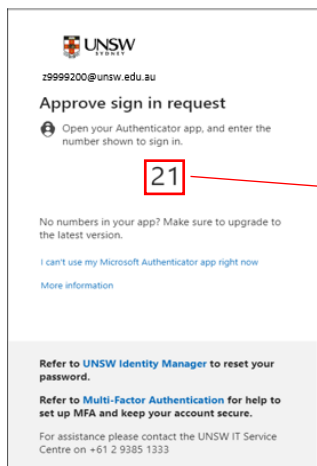 UNSW
SYDNEY
z9999200@unsw.edu.au
Approve sign in request
Open your Authenticator app, and enter the
number shown to sign in.
21
No numbers in your app? Make sure to upgrade to
the latest version.
I can't use my Microsoft Authenticator app right now
More information
Refer to UNSW Identity Manager to reset your
password.
Refer to Multi-Factor Authentication for help to
set up MFA and keep your account secure.
For assistance please contact the UNSW IT Service
Centre on +61 2 9385 1333